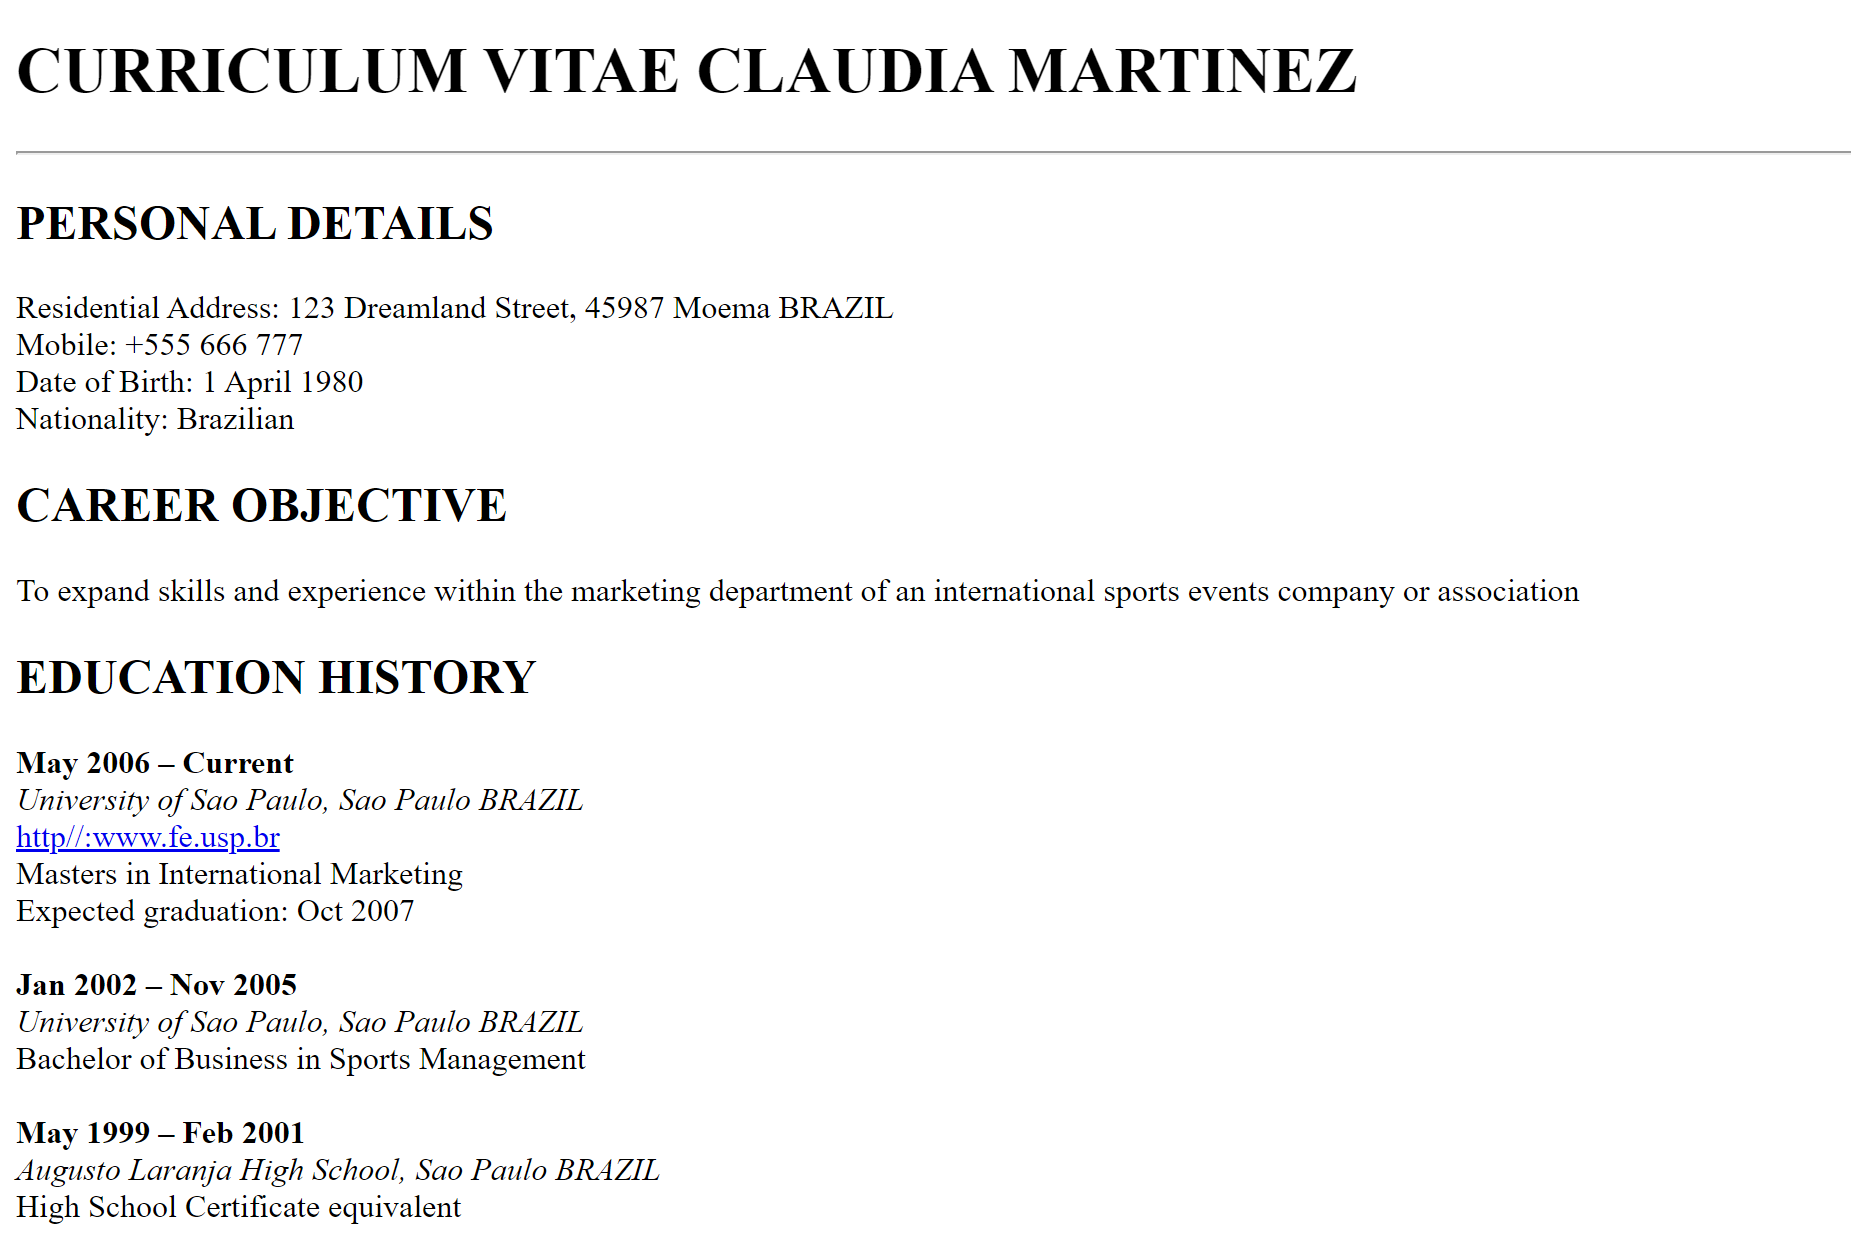 CURRICULUM VITAE CLAUDIA MARTINEZ
PERSONAL DETAILS
Residential Address: 123 Dreamland Street, 45987 Moema BRAZIL
Mobile: +555 666 777
Date of Birth: 1 April 1980
Nationality: Brazilian
CAREER OBJECTIVE
To expand skills and experience within the marketing department of an international sports events company or association
EDUCATION HISTORY
May 2006 – Current
University of Sao Paulo, Sao Paulo BRAZIL
http//:www.fe.usp.br
Masters in International Marketing
Expected graduation: Oct 2007
Jan 2002 – Nov 2005
University of Sao Paulo, Sao Paulo BRAZIL
Bachelor of Business in Sports Management
May 1999 – Feb 2001
Augusto Laranja High School, Sao Paulo BRAZIL
High School Certificate equivalent